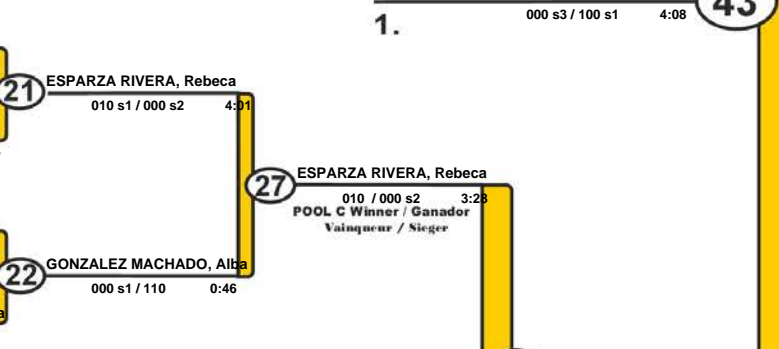 43
000 s3 / 100 s1 4:08
1.
21
ESPARZA RIVERA, Rebeca
010 s1 / 000 s2 4:01
27
ESPARZA RIVERA, Rebeca
010 / 000 s2 3:28
POOL C Winner / Ganador
Vainqueur / Sieger
22
GONZALEZ MACHADO, Alba
000 s1 / 110 0:46
a